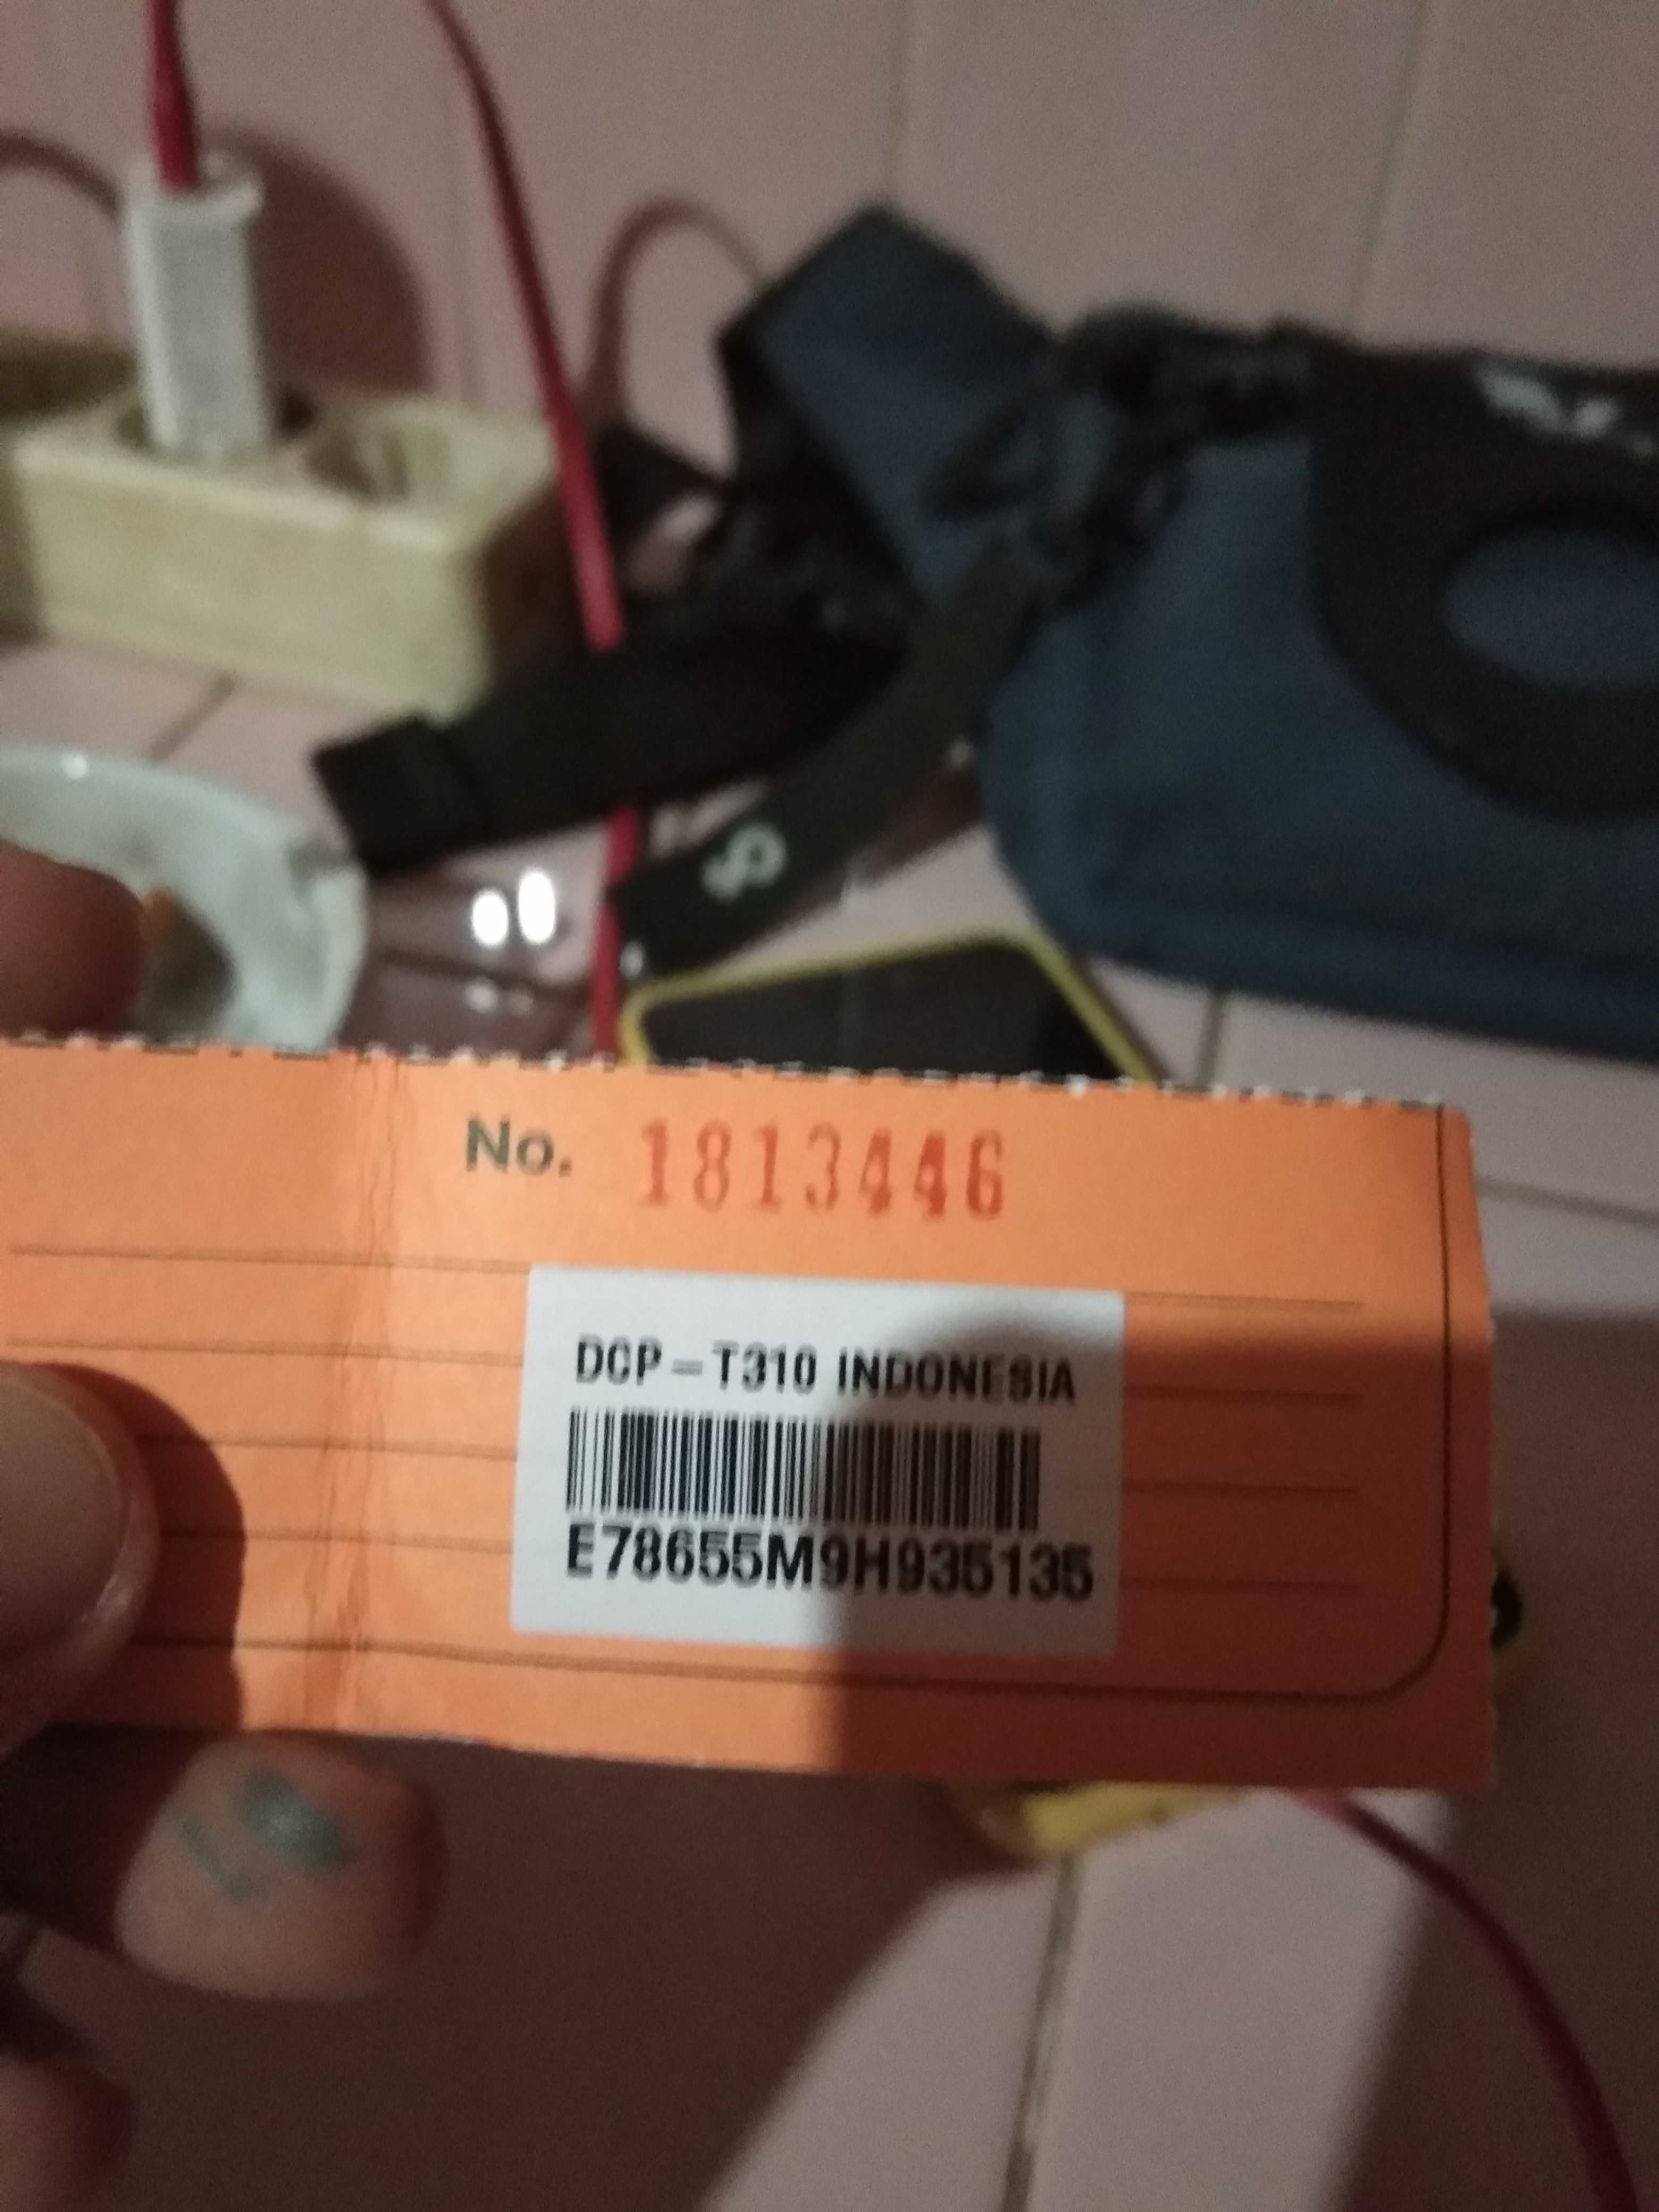 No. 1813446
DCP-T310 INDONESIA
E78655M9H935135